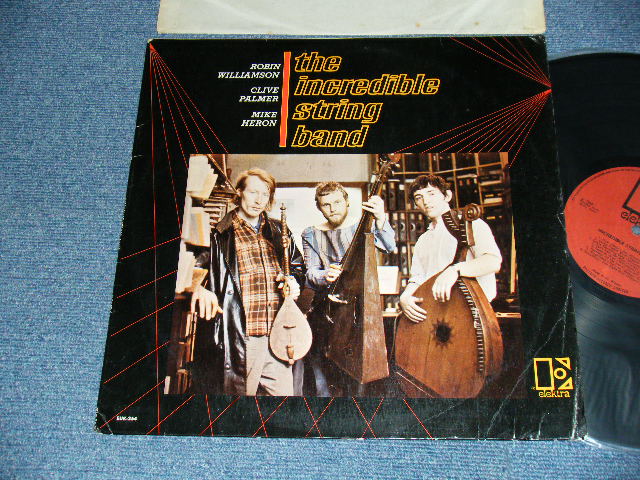 ROBIN
WILLIAMSON
CLIVE
PALMER
MIKE
HERON
the
incredible
string
band
elektra
EUK-254
elektra